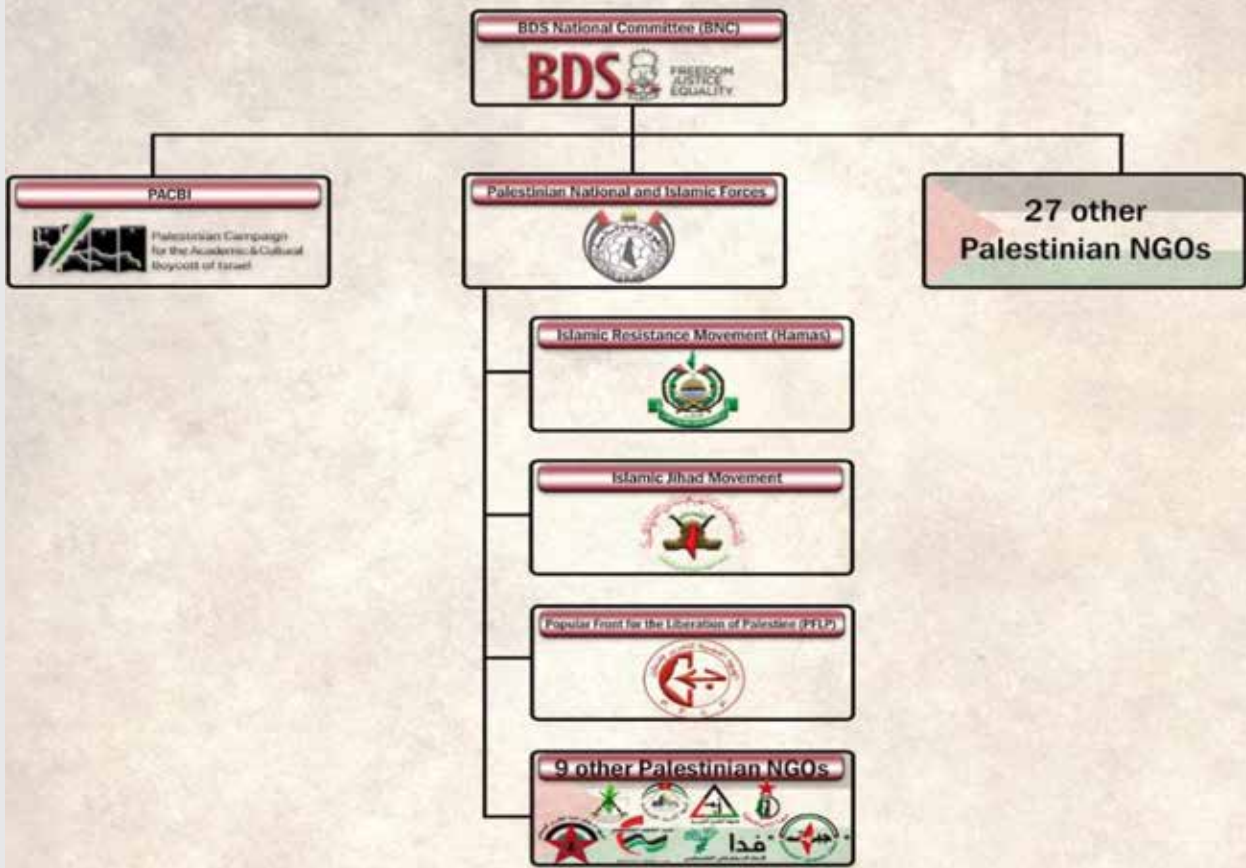 BDS National Committee (BNC)
BDS
FREEDOM
JUSTICE
EQUALITY
PACBI
Palestinian Campaign
for the Academic & Cultural
Boycott of Israel
Palestinian National and Islamic Forces
27 other
Palestinian NGOs
Islamic Resistance Movement (Hamas)
Islamic Jihad Movement
Popular Front for the Liberation of Palestine (PFLP)
P F L P
9 other Palestinian NGOs
فدا